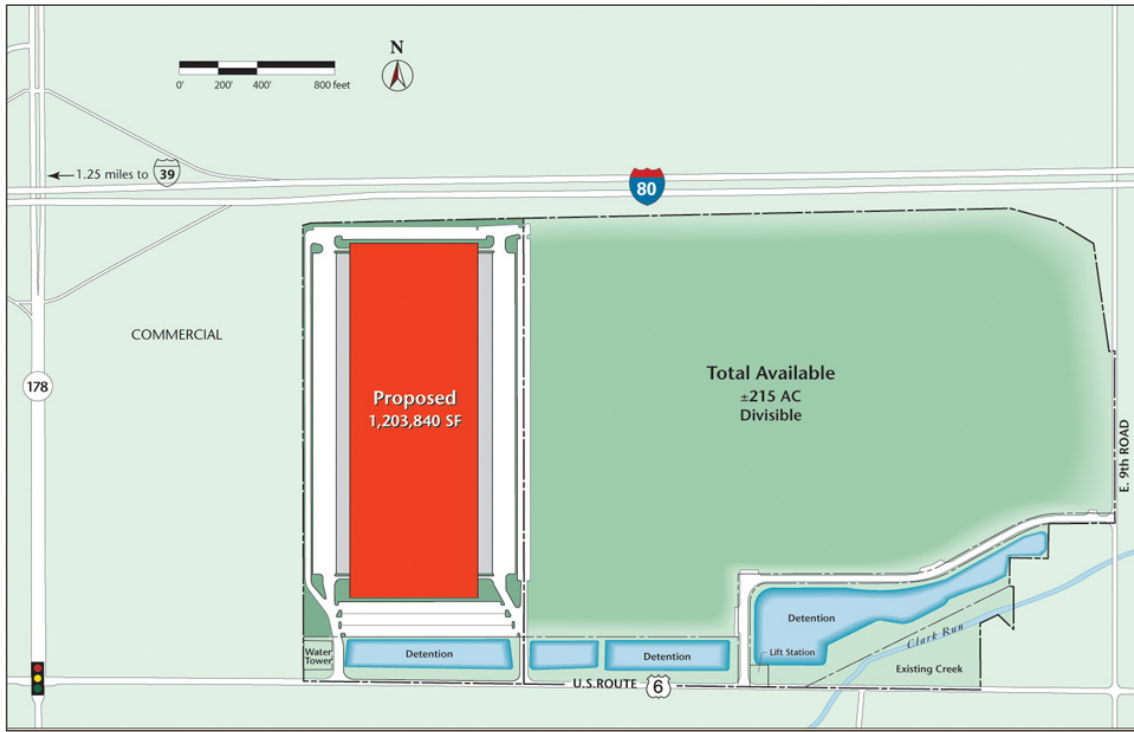 N
0'
200'
400'
800 feet
1.25 miles to
39
80
COMMERCIAL
178
Proposed
1,203,840 SF
Total Available
±215 AC
Divisible
E. 9th ROAD
Water
Tower
Detention
Detention
Detention
Lift Station
Clark Run
Existing Creek
U.S.ROUTE
6